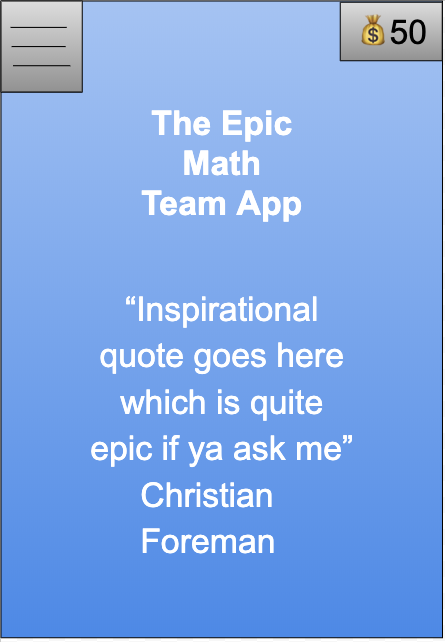 💰50
The Epic
Math
Team App
“Inspirational
quote goes here
which is quite
epic if ya ask me”
Christian
Foreman